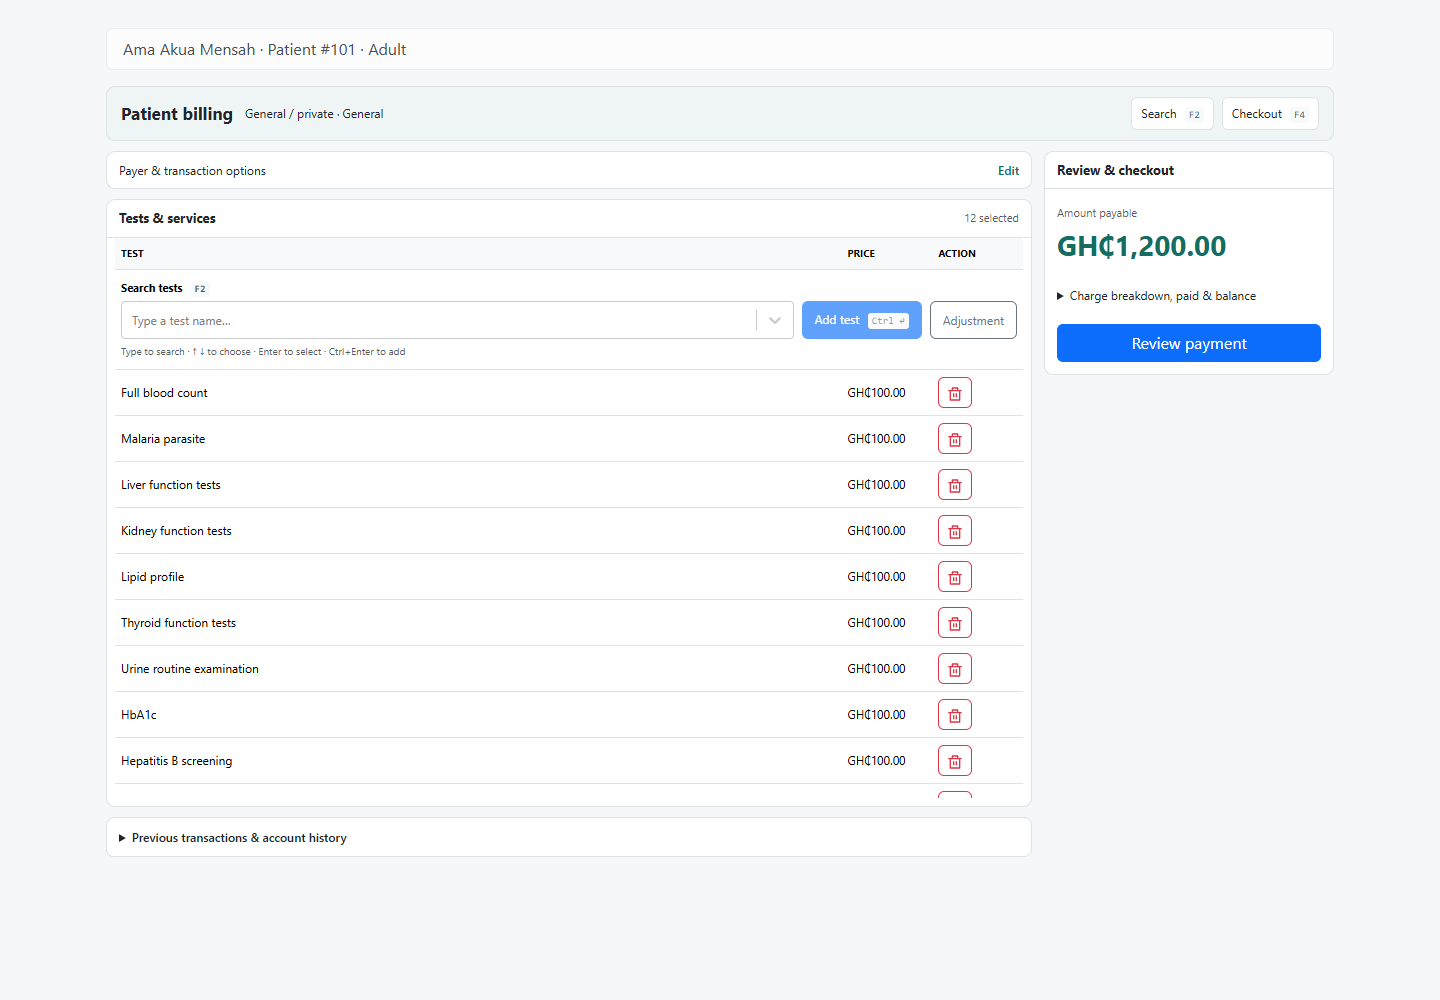 Ama Akua Mensah · Patient #101 · Adult
Patient billing General / private · General Search F2 Checkout F4
Payer & transaction options Edit
Tests & services 12 selected
TEST PRICE ACTION
Search tests F2
Type a test name... Add test Ctrl ↵ Adjustment
Type to search · ↑ ↓ to choose · Enter to select · Ctrl+Enter to add
Full blood count GH₵100.00
Malaria parasite GH₵100.00
Liver function tests GH₵100.00
Kidney function tests GH₵100.00
Lipid profile GH₵100.00
Thyroid function tests GH₵100.00
Urine routine examination GH₵100.00
HbA1c GH₵100.00
Hepatitis B screening GH₵100.00
Previous transactions & account history
Review & checkout
Amount payable
GH₵1,200.00
Charge breakdown, paid & balance
Review payment